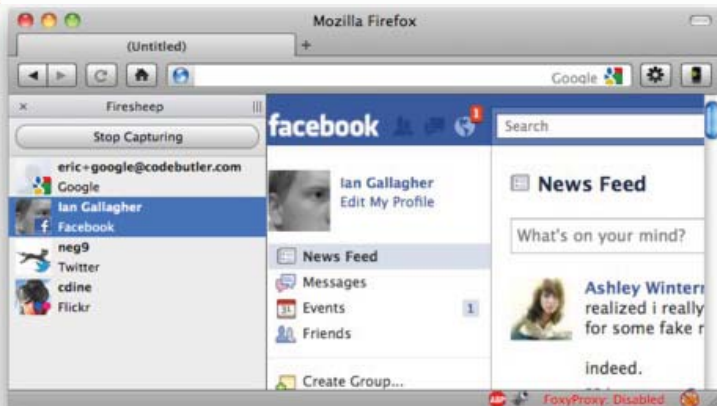 Mozilla Firefox
(Untitled)
+
Google
× Firesheep
Stop Capturing
eric+google@codebutler.com
Google
Ian Gallagher
Facebook
neg9
Twitter
cdine
Flickr
facebook
1
Search
Ian Gallagher
Edit My Profile
News Feed
Messages
31 Events 1
Friends
Create Group...
News Feed
What's on your mind?
Ashley
realized i really
for some fake
indeed.
ABP
FoxyProxy: Disabled